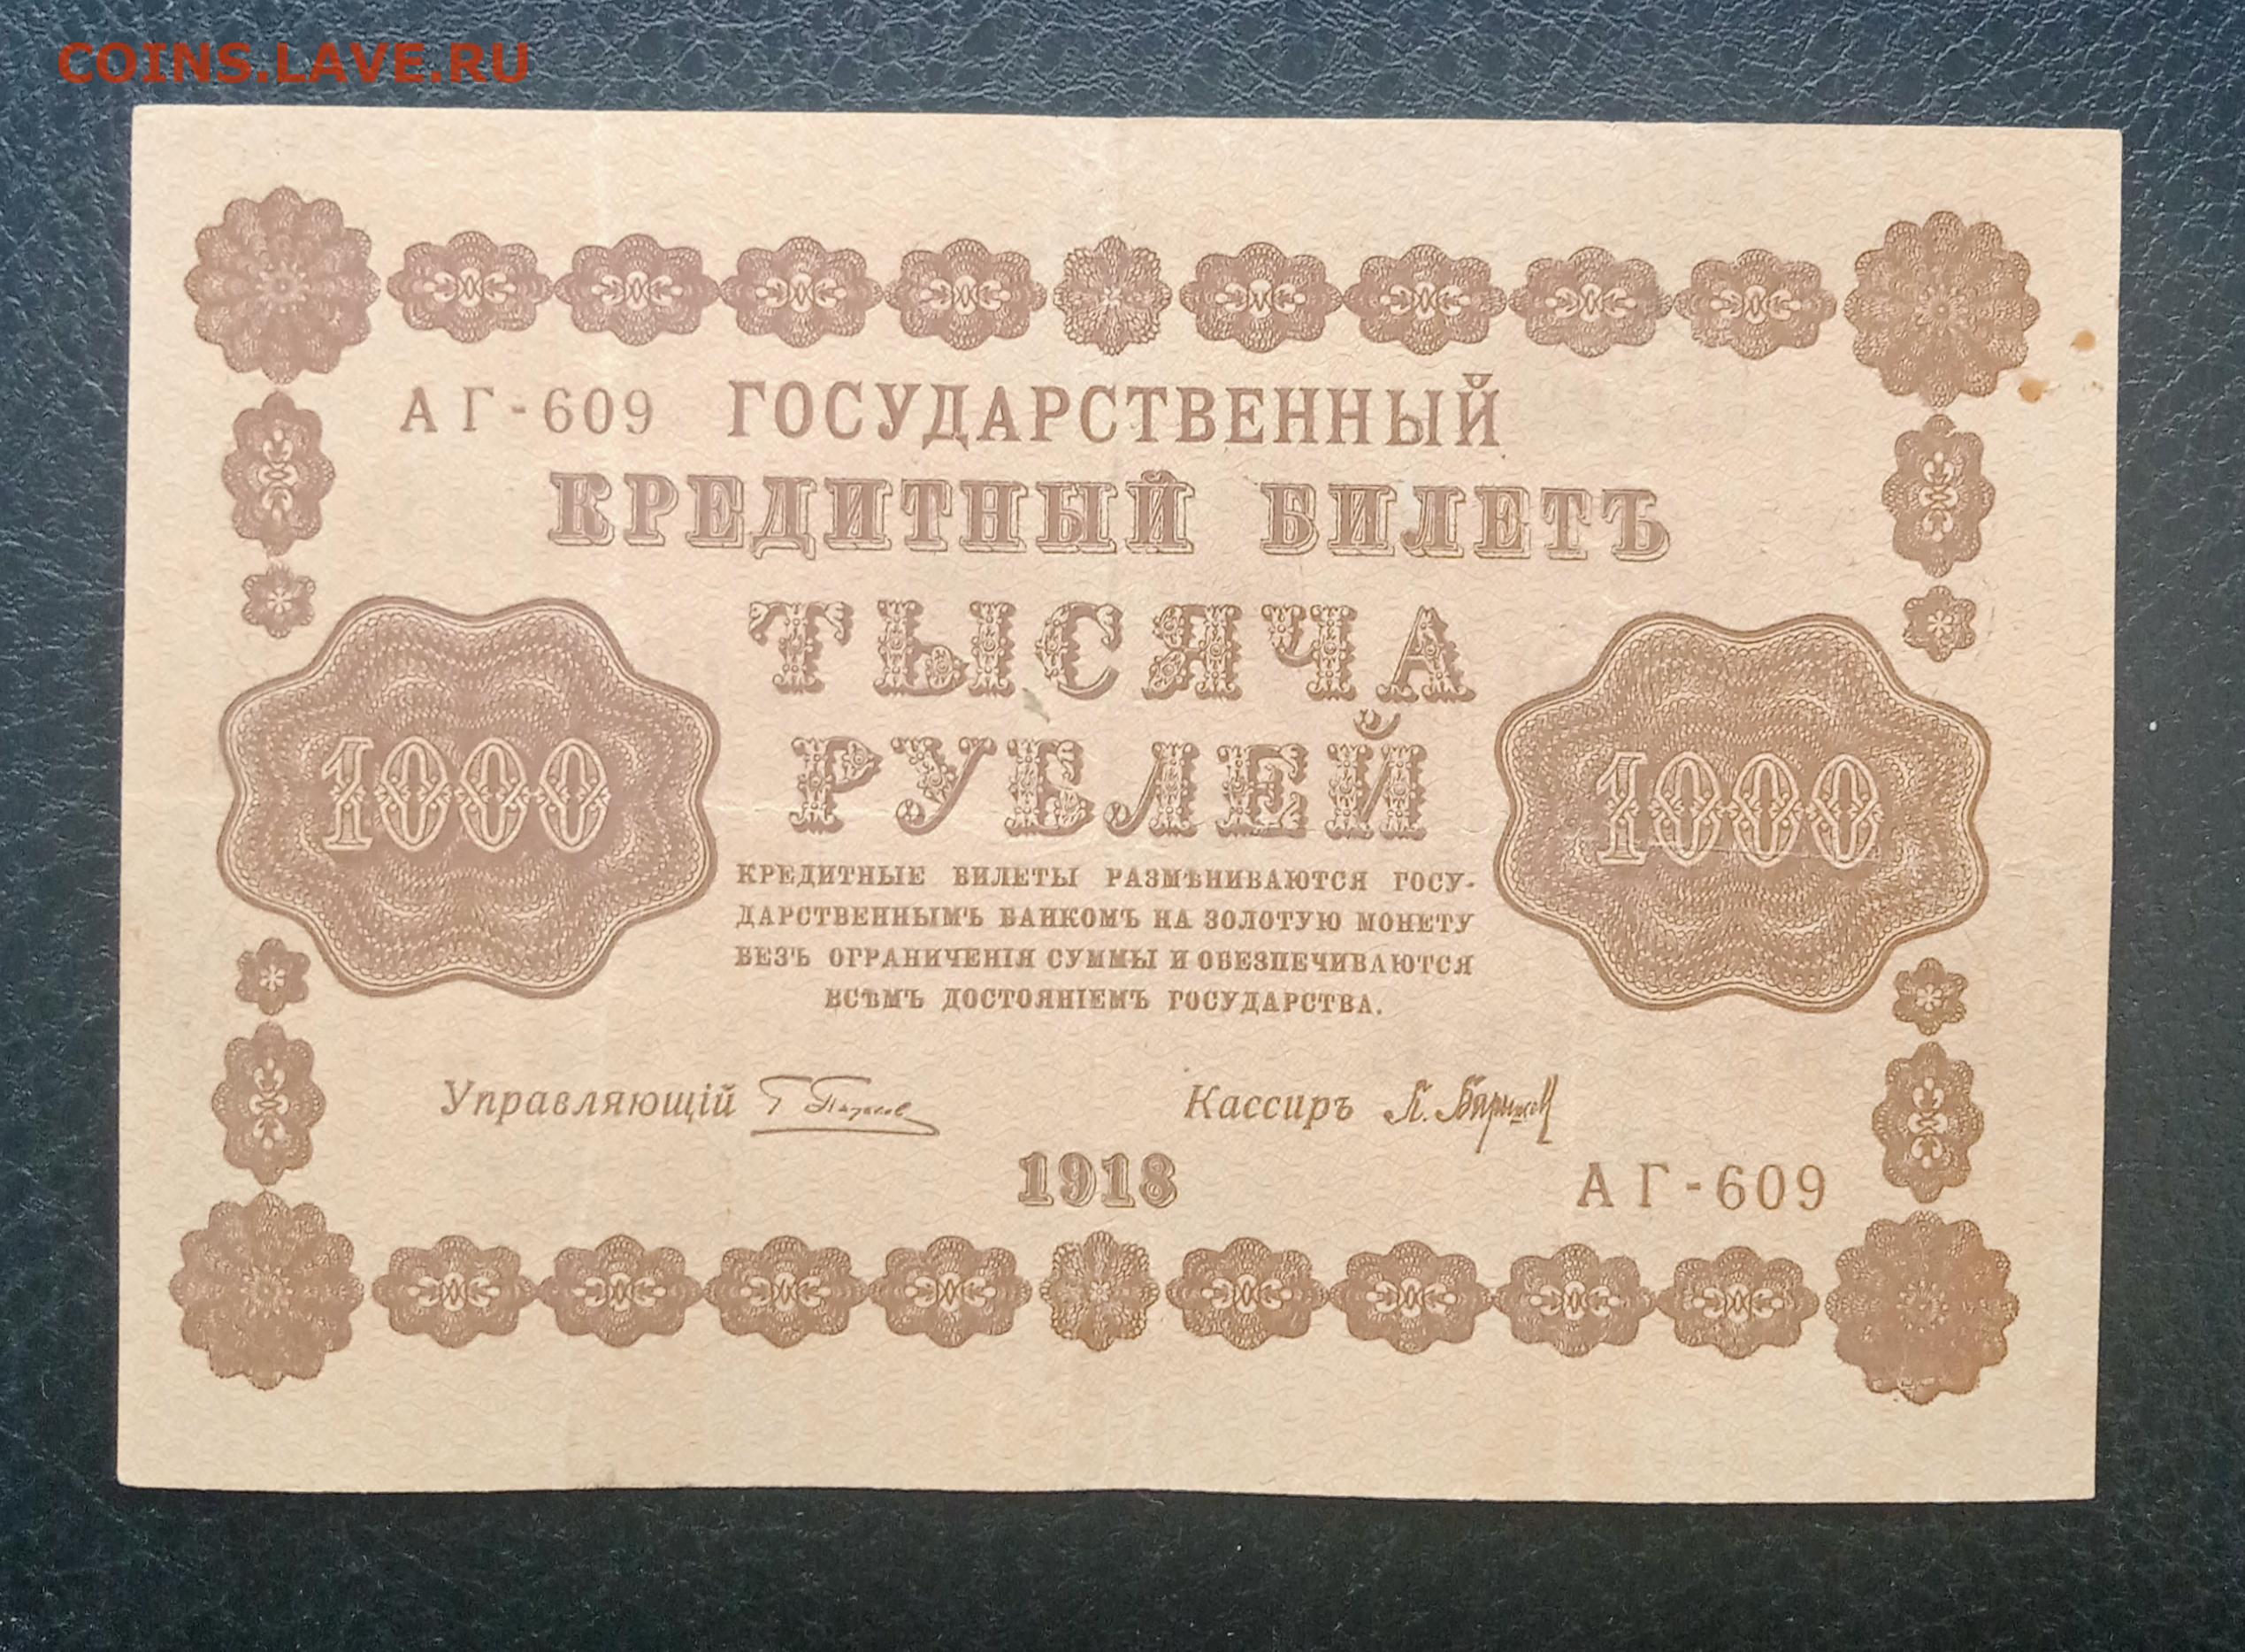 COINS.LAVE.RU
АГ-609 ГОСУДАРСТВЕННЫЙ
КРЕДИТНЫЙ БИЛЕТЪ
ТЫСЯЧА
РУБЛЕЙ
1000 1000
КРЕДИТНЫЕ БИЛЕТЫ РАЗМѢНИВАЮТСЯ ГОСУ-
ДАРСТВЕННЫМЪ БАНКОМЪ НА ЗОЛОТУЮ МОНЕТУ
БЕЗЪ ОГРАНИЧЕНІЯ СУММЫ И ОБЕЗПЕЧИВАЮТСЯ
ВСѢМЪ ДОСТОЯНІЕМЪ ГОСУДАРСТВА.
Управляющій Кассиръ
1918
АГ-609